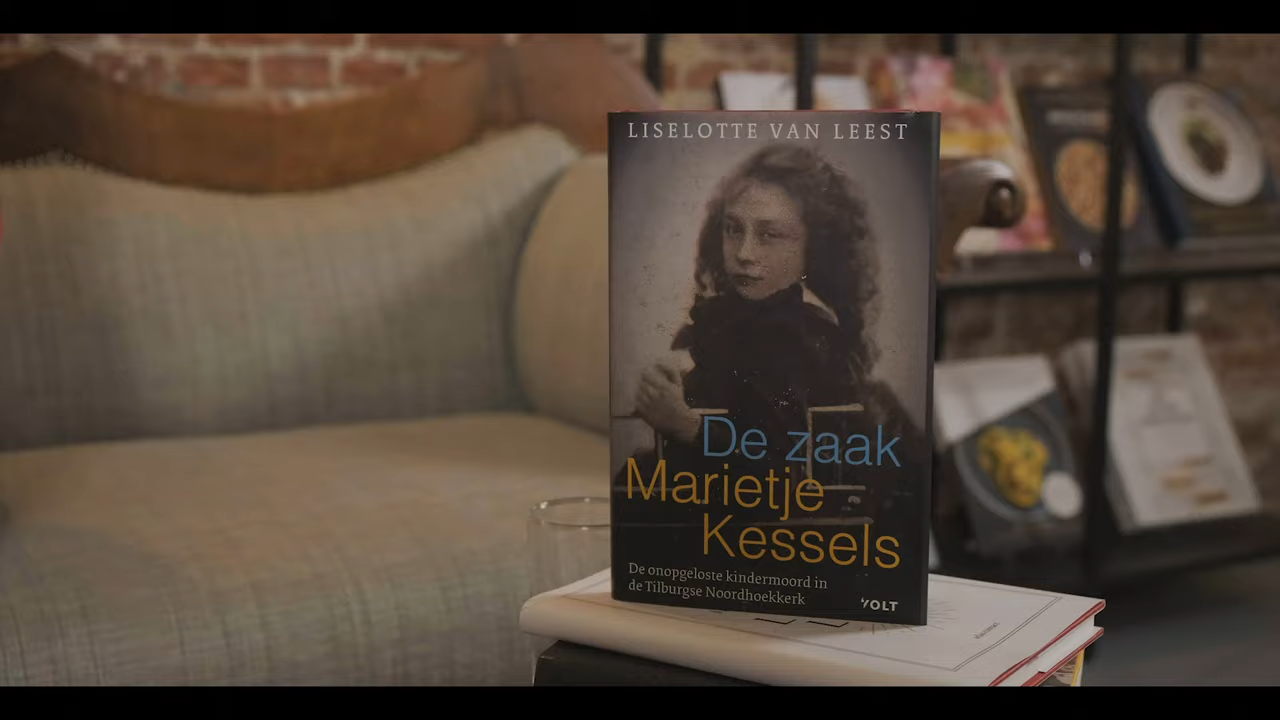 LISELOTTE VAN LEEST
De zaak
Marietje
Kessels
De onopgeloste kindermoord in
de Tilburgse Noordhoekkerk
VOLT